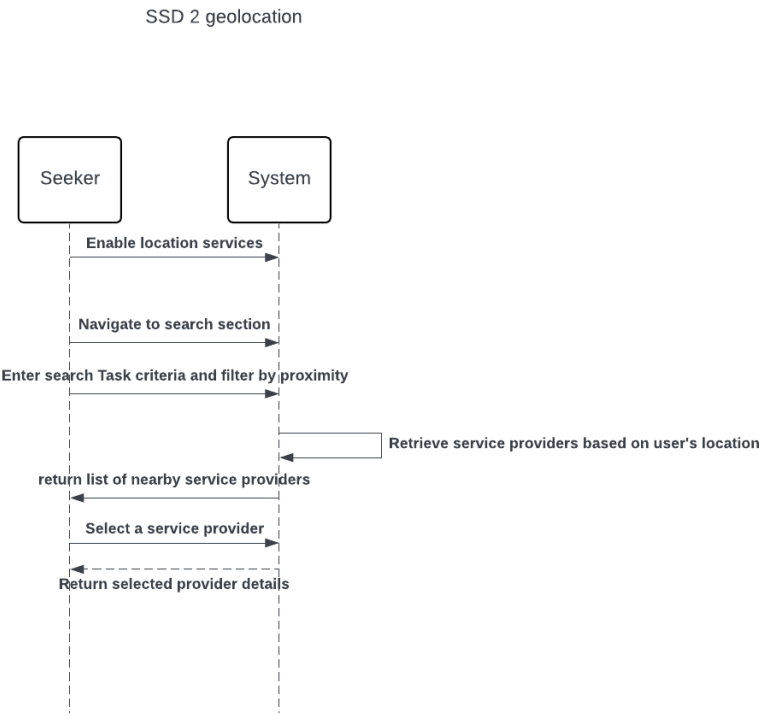 SSD 2 geolocation
Seeker
System
Enable location services
Navigate to search section
Enter search Task criteria and filter by proximity
Retrieve service providers based on user's location
return list of nearby service providers
Select a service provider
Return selected provider details